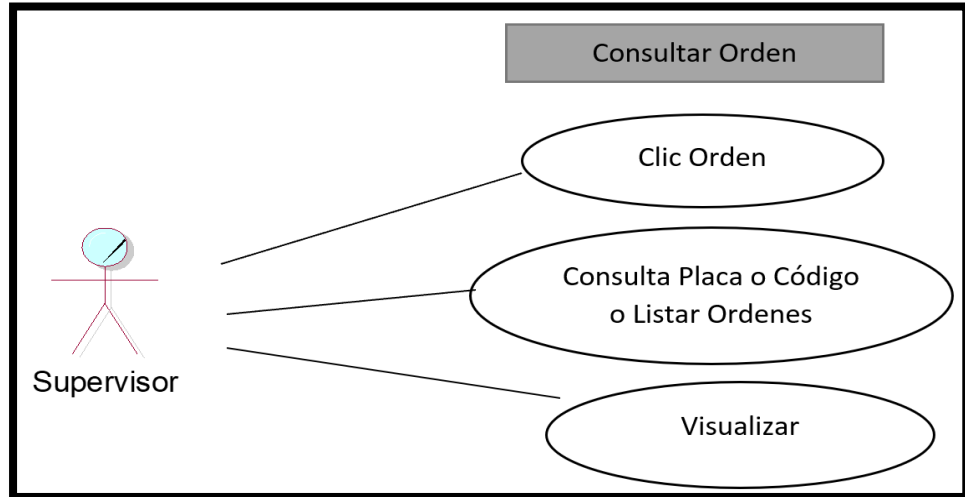 Consultar Orden
Clic Orden
Consulta Placa o Código
o Listar Ordenes
Supervisor
Visualizar